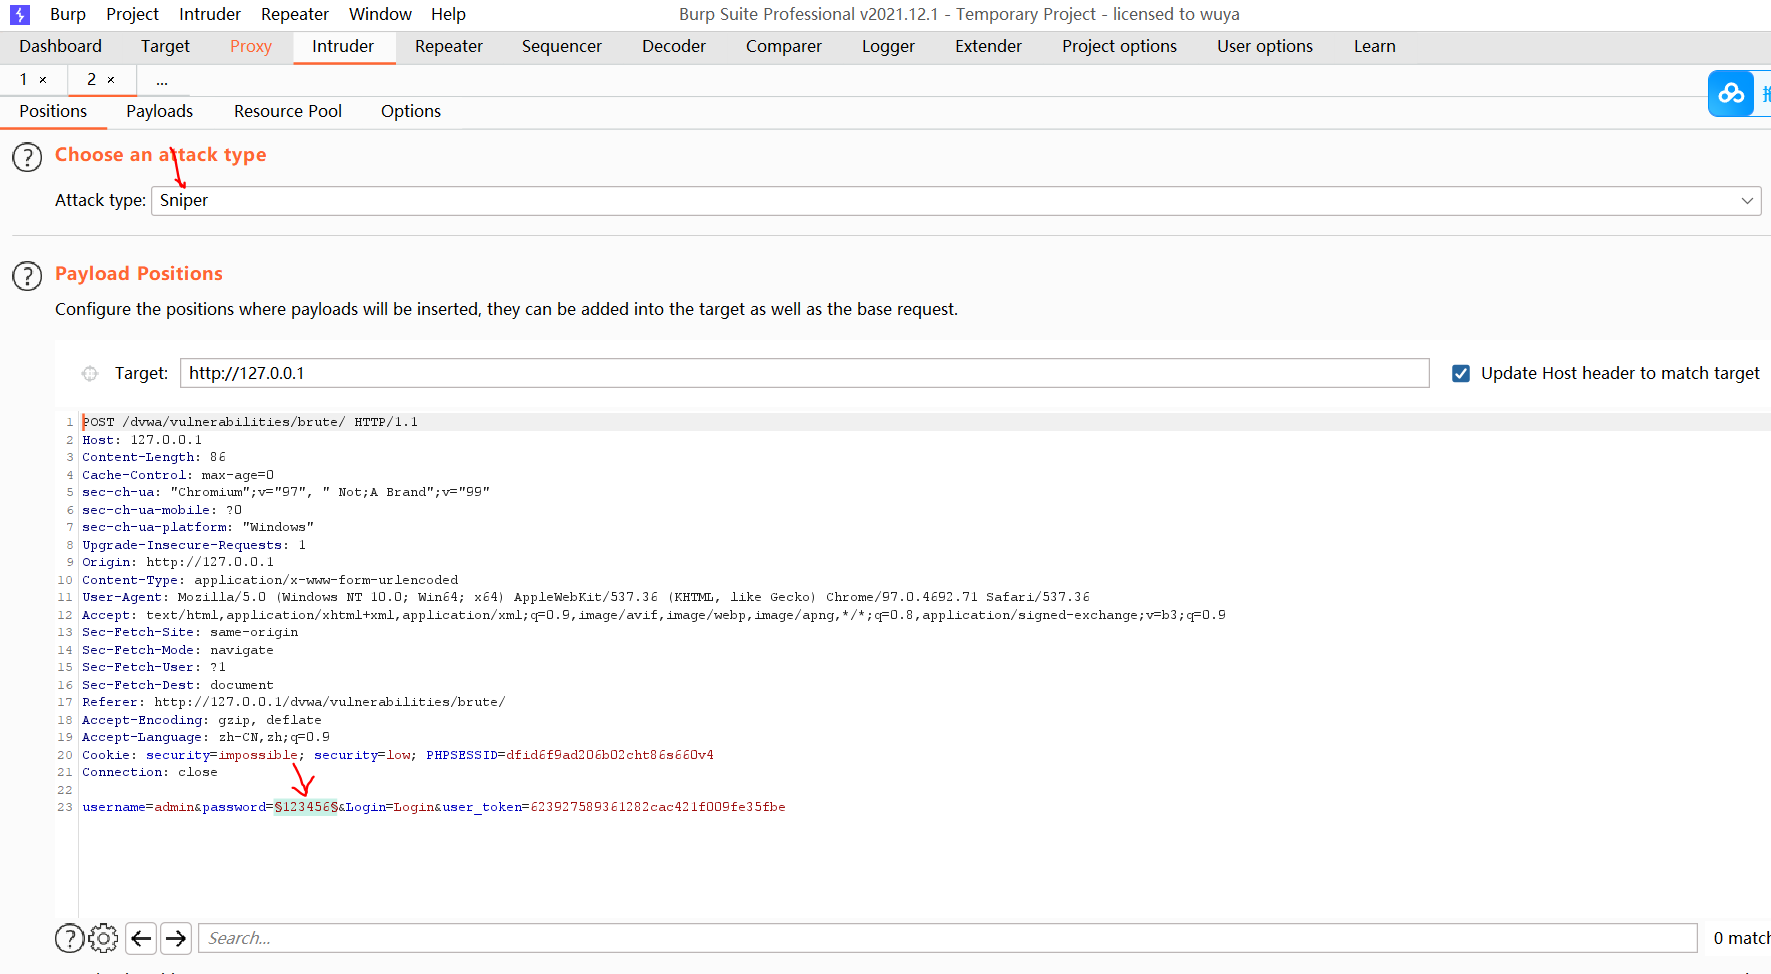 Burp Project Intruder Repeater Window Help Burp Suite Professional v2021.12.1 - Temporary Project - licensed to wuya
Dashboard Target Proxy Intruder Repeater Sequencer Decoder Comparer Logger Extender Project options User options Learn
1 × 2 × ...
Positions Payloads Resource Pool Options
Choose an attack type
Attack type: Sniper
Payload Positions
Configure the positions where payloads will be inserted, they can be added into the target as well as the base request.
Target: http://127.0.0.1 Update Host header to match target
1 POST /dvwa/vulnerabilities/brute/ HTTP/1.1
2 Host: 127.0.0.1
3 Content-Length: 86
4 Cache-Control: max-age=0
5 sec-ch-ua: "Chromium";v="97", " Not;A Brand";v="99"
6 sec-ch-ua-mobile: ?0
7 sec-ch-ua-platform: "Windows"
8 Upgrade-Insecure-Requests: 1
9 Origin: http://127.0.0.1
10 Content-Type: application/x-www-form-urlencoded
11 User-Agent: Mozilla/5.0 (Windows NT 10.0; Win64; x64) AppleWebKit/537.36 (KHTML, like Gecko) Chrome/97.0.4692.71 Safari/537.36
12 Accept: text/html,application/xhtml+xml,application/xml;q=0.9,image/avif,image/webp,image/apng,*/*;q=0.8,application/signed-exchange;v=b3;q=0.9
13 Sec-Fetch-Site: same-origin
14 Sec-Fetch-Mode: navigate
15 Sec-Fetch-User: ?1
16 Sec-Fetch-Dest: document
17 Referer: http://127.0.0.1/dvwa/vulnerabilities/brute/
18 Accept-Encoding: gzip, deflate
19 Accept-Language: zh-CN,zh;q=0.9
20 Cookie: security=impossible; security=low; PHPSESSID=dfid6f9ad206b02cht86s660v4
21 Connection: close
22
23 username=admin&password=§123456§&Login=Login&user_token=623927589361282cac421f009fe35fbe
Search... 0 match